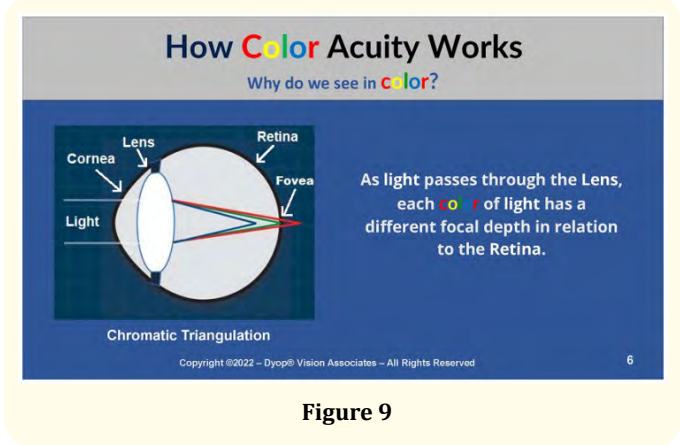 How Color Acuity Works
Why do we see in color?
Lens
Retina
Cornea
Fovea
Light
As light passes through the Lens,
each color of light has a
different focal depth in relation
to the Retina.
Chromatic Triangulation
Copyright ©2022 – Dyop® Vision Associates – All Rights Reserved
6
Figure 9